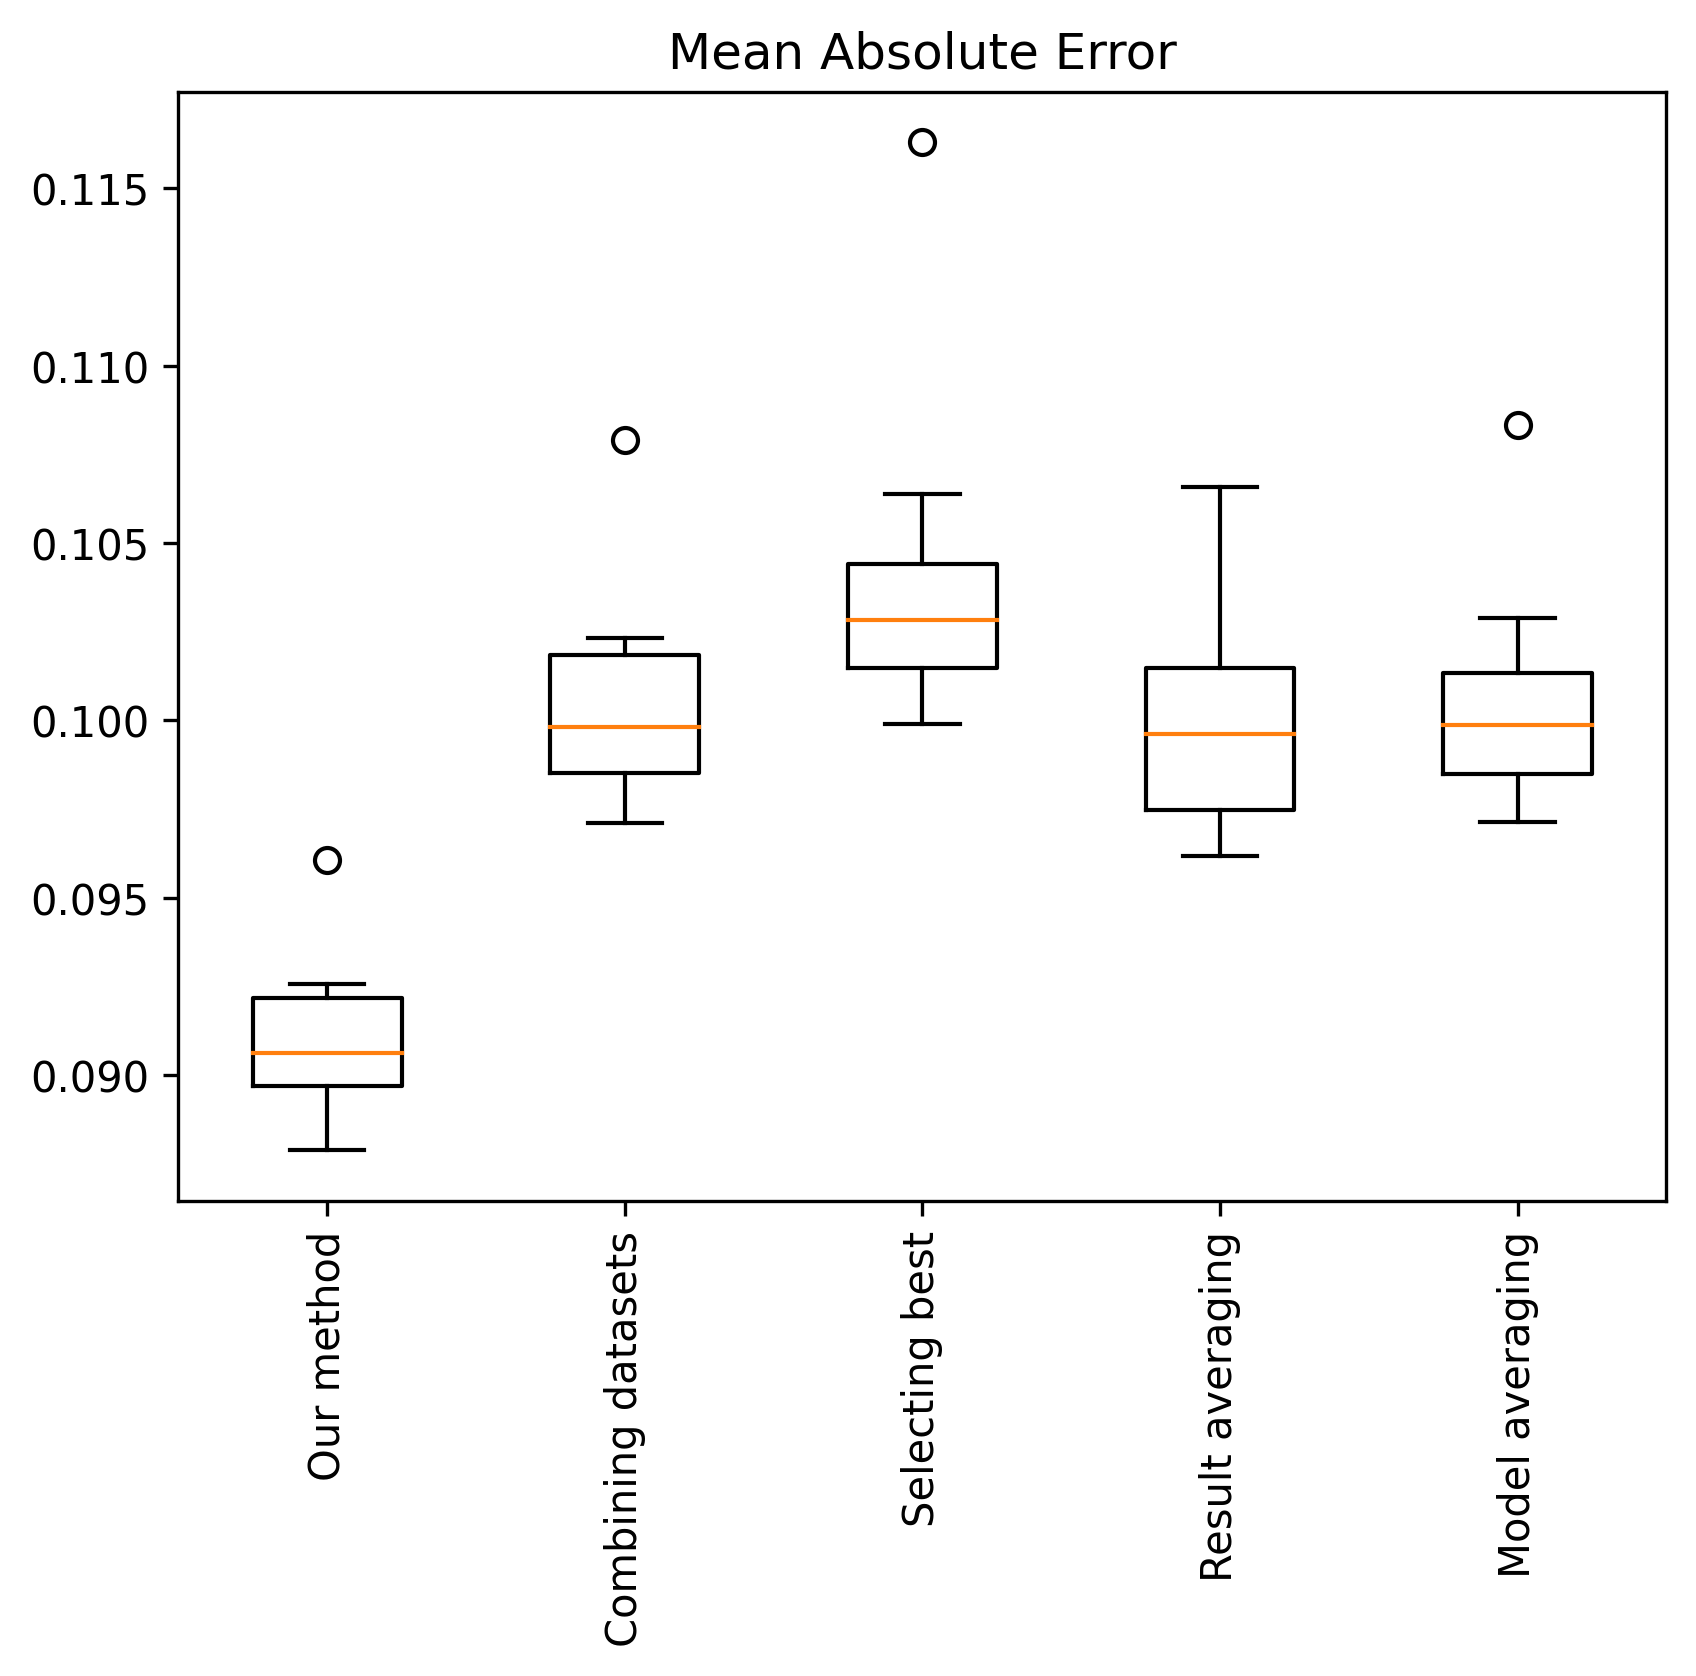 Mean Absolute Error
0.115
0.110
0.105
0.100
0.095
0.090
Our method
Combining datasets
Selecting best
Result averaging
Model averaging